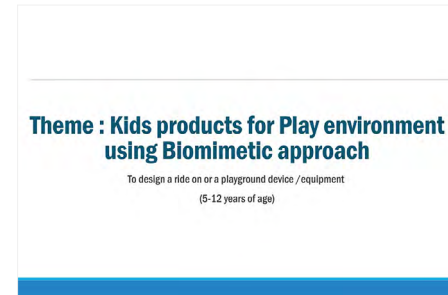 Theme : Kids products for Play environment
using Biomimetic approach
To design a ride on or a playground device /equipment
(5-12 years of age)